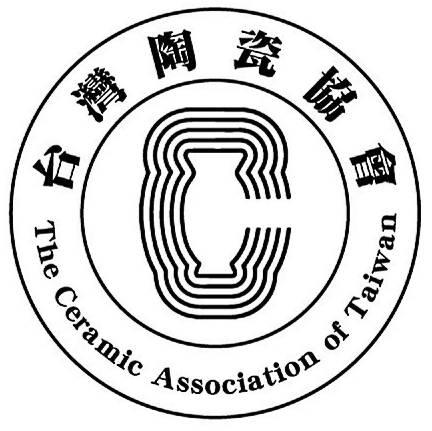 台灣陶瓷協會
The Ceramic Association of Taiwan